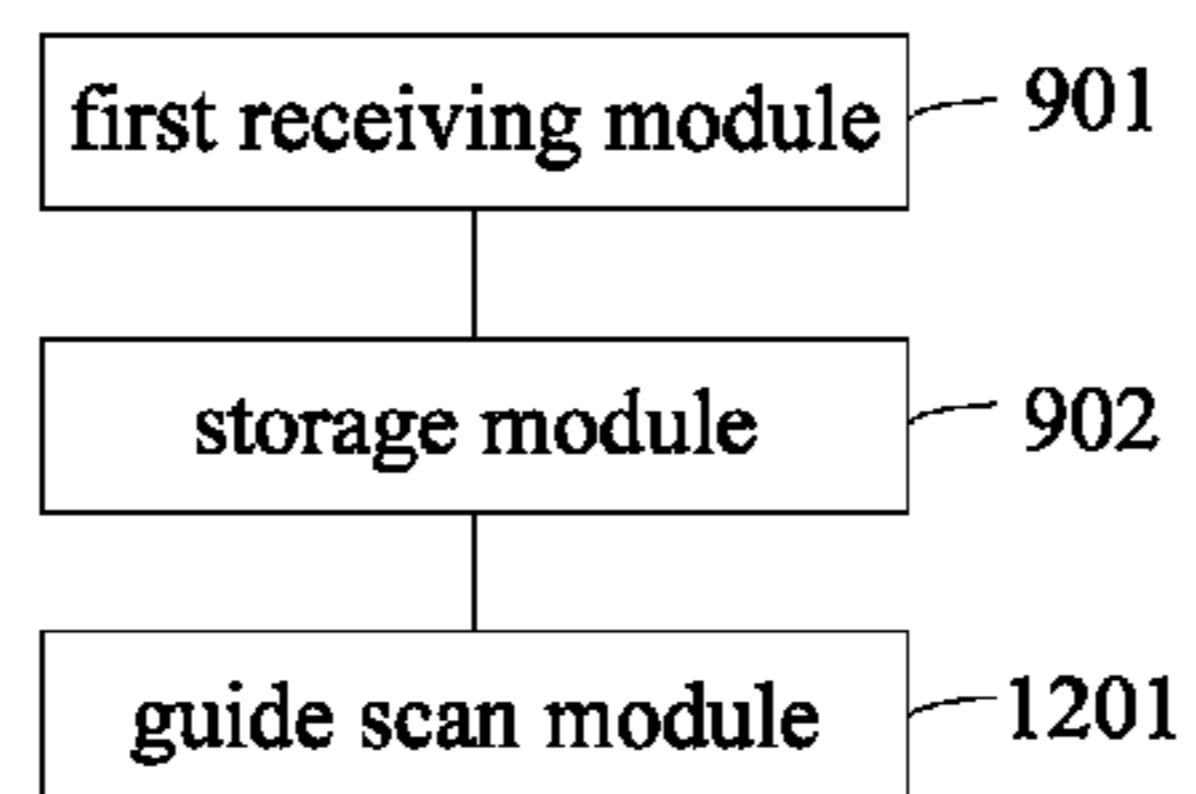 first receiving module 901
storage module 902
guide scan module 1201